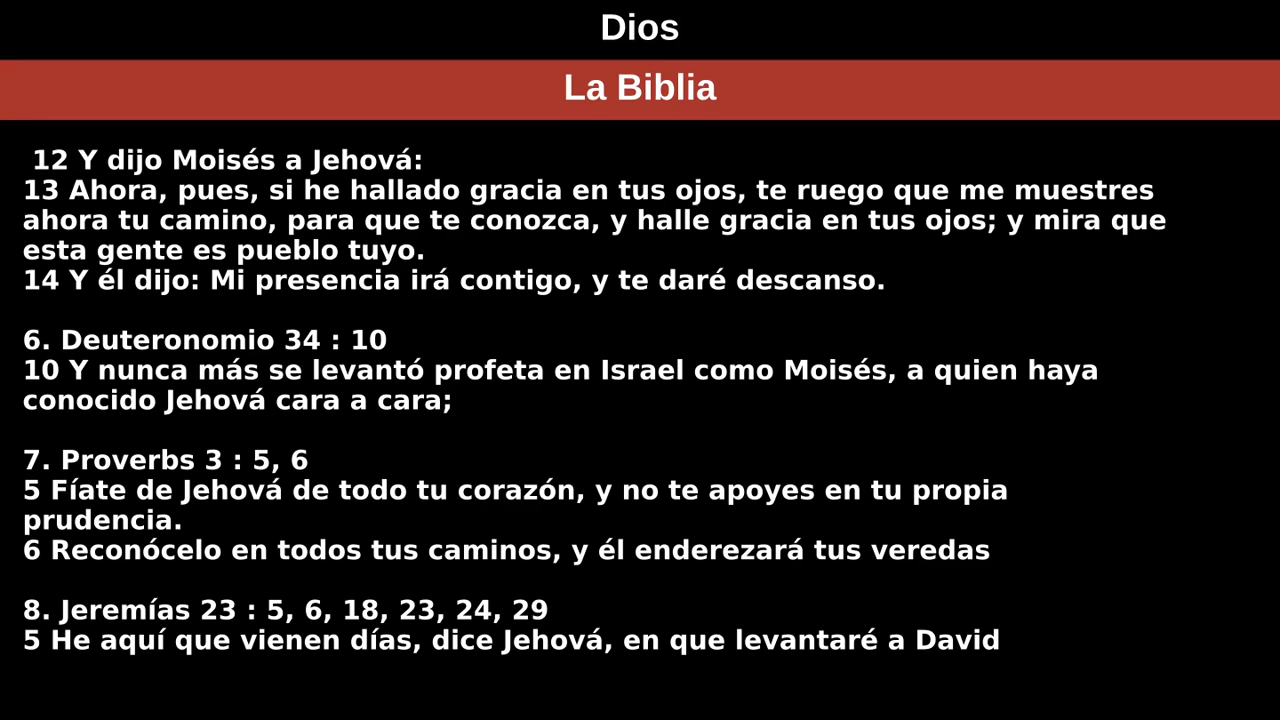 Dios
La Biblia
12 Y dijo Moisés a Jehová:
13 Ahora, pues, si he hallado gracia en tus ojos, te ruego que me muestres
ahora tu camino, para que te conozca, y halle gracia en tus ojos; y mira que
esta gente es pueblo tuyo.
14 Y él dijo: Mi presencia irá contigo, y te daré descanso.
6. Deuteronomio 34 : 10
10 Y nunca más se levantó profeta en Israel como Moisés, a quien haya
conocido Jehová cara a cara;
7. Proverbs 3 : 5, 6
5 Fíate de Jehová de todo tu corazón, y no te apoyes en tu propia
prudencia.
6 Reconócelo en todos tus caminos, y él enderezará tus veredas
8. Jeremías 23 : 5, 6, 18, 23, 24, 29
5 He aquí que vienen días, dice Jehová, en que levantaré a David